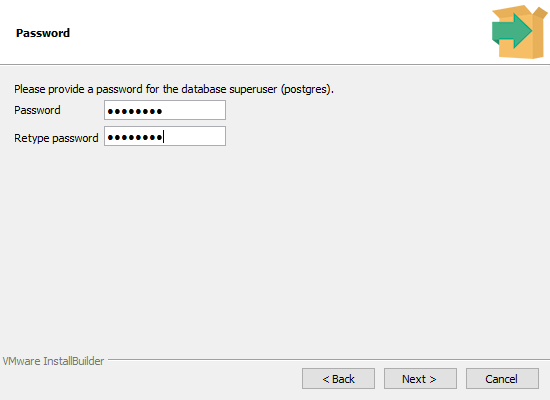 Password
Please provide a password for the database superuser (postgres).
Password ••••••••
Retype password ••••••••
VMware InstallBuilder
< Back Next > Cancel